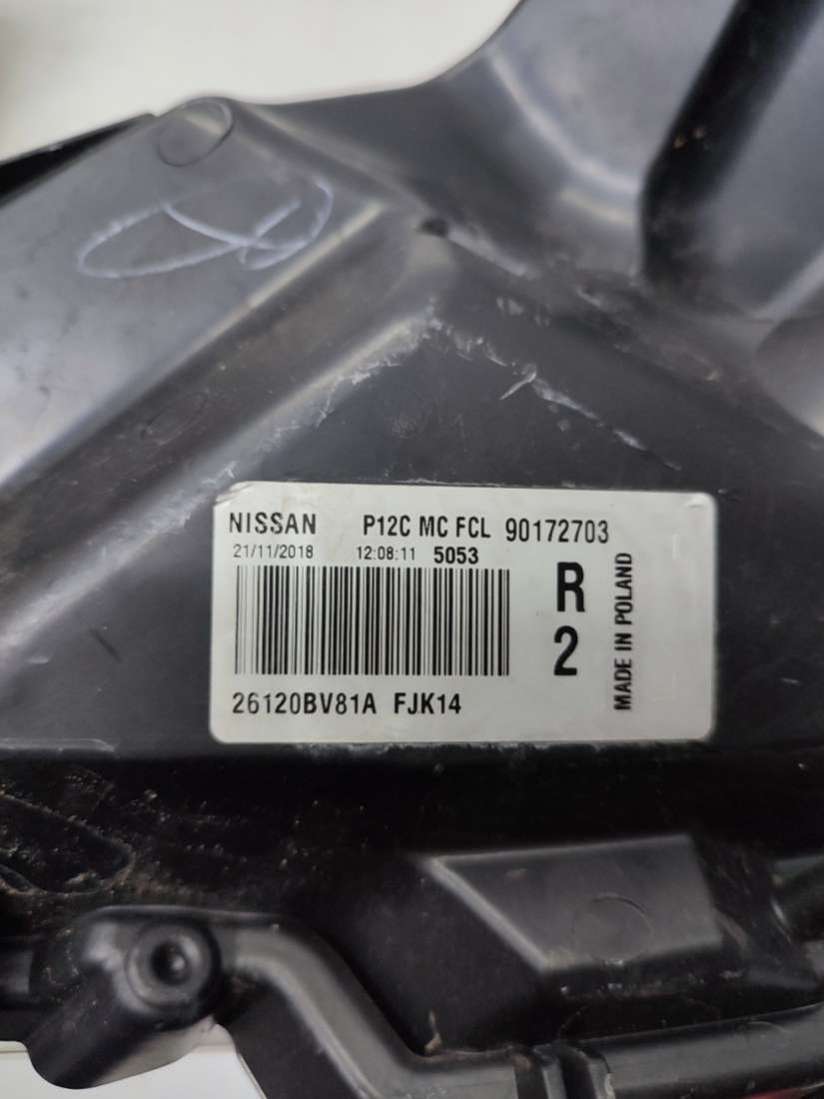 NISSAN P12C MC FCL 90172703
21/11/2018 12:08:11 5053
R
2
MADE IN POLAND
26120BV81A FJK14